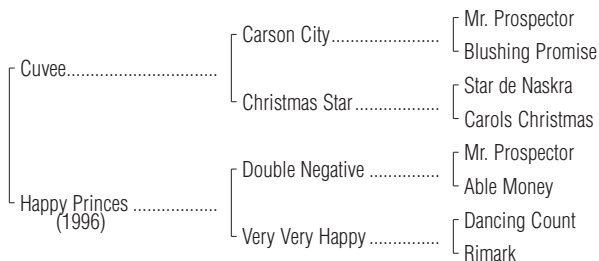 Mr. Prospector
Carson City....................
Blushing Promise
Cuvee............................
Star de Naskra
Christmas Star................
Carols Christmas
Mr. Prospector
Double Negative .............
Able Money
Happy Princes ................
(1996)
Dancing Count
Very Very Happy.............
Rimark